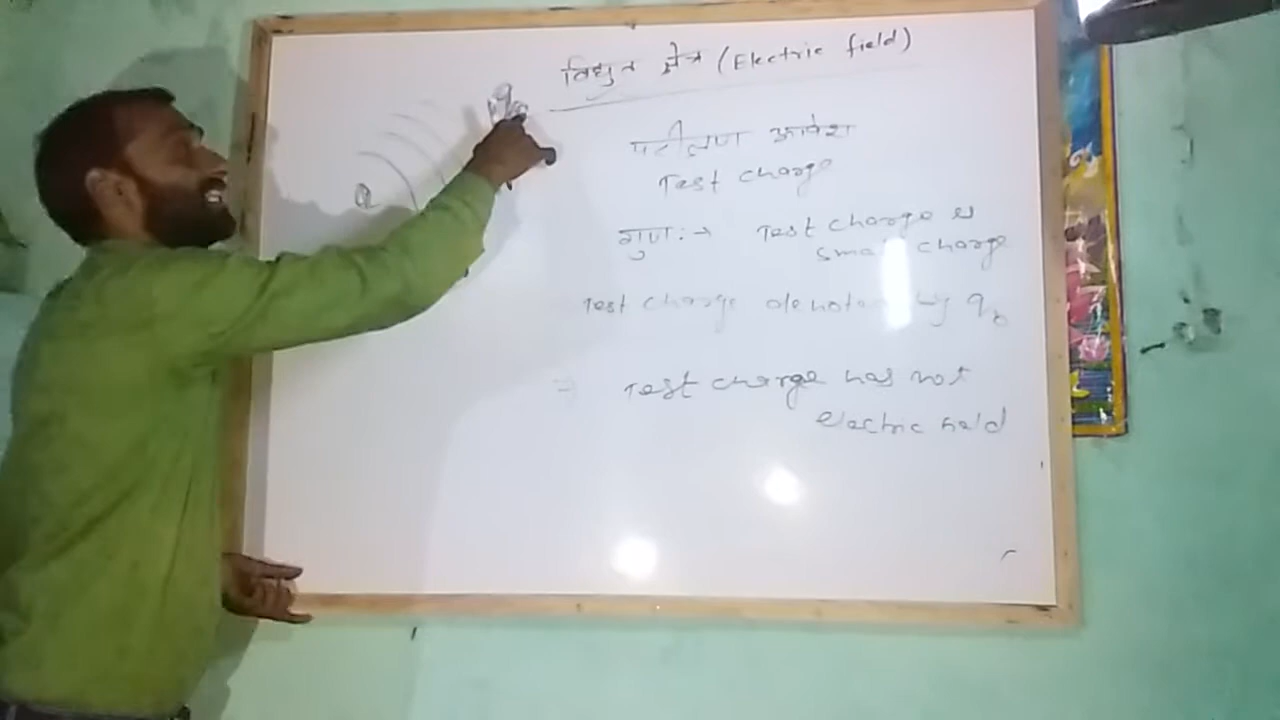 विद्युत क्षेत्र (Electric field)
परीक्षण आवेश
Test charge
गुण:→ Test charge is
small charge
Test charge denoted by q₀
→ Test charge has not
electric field
Q